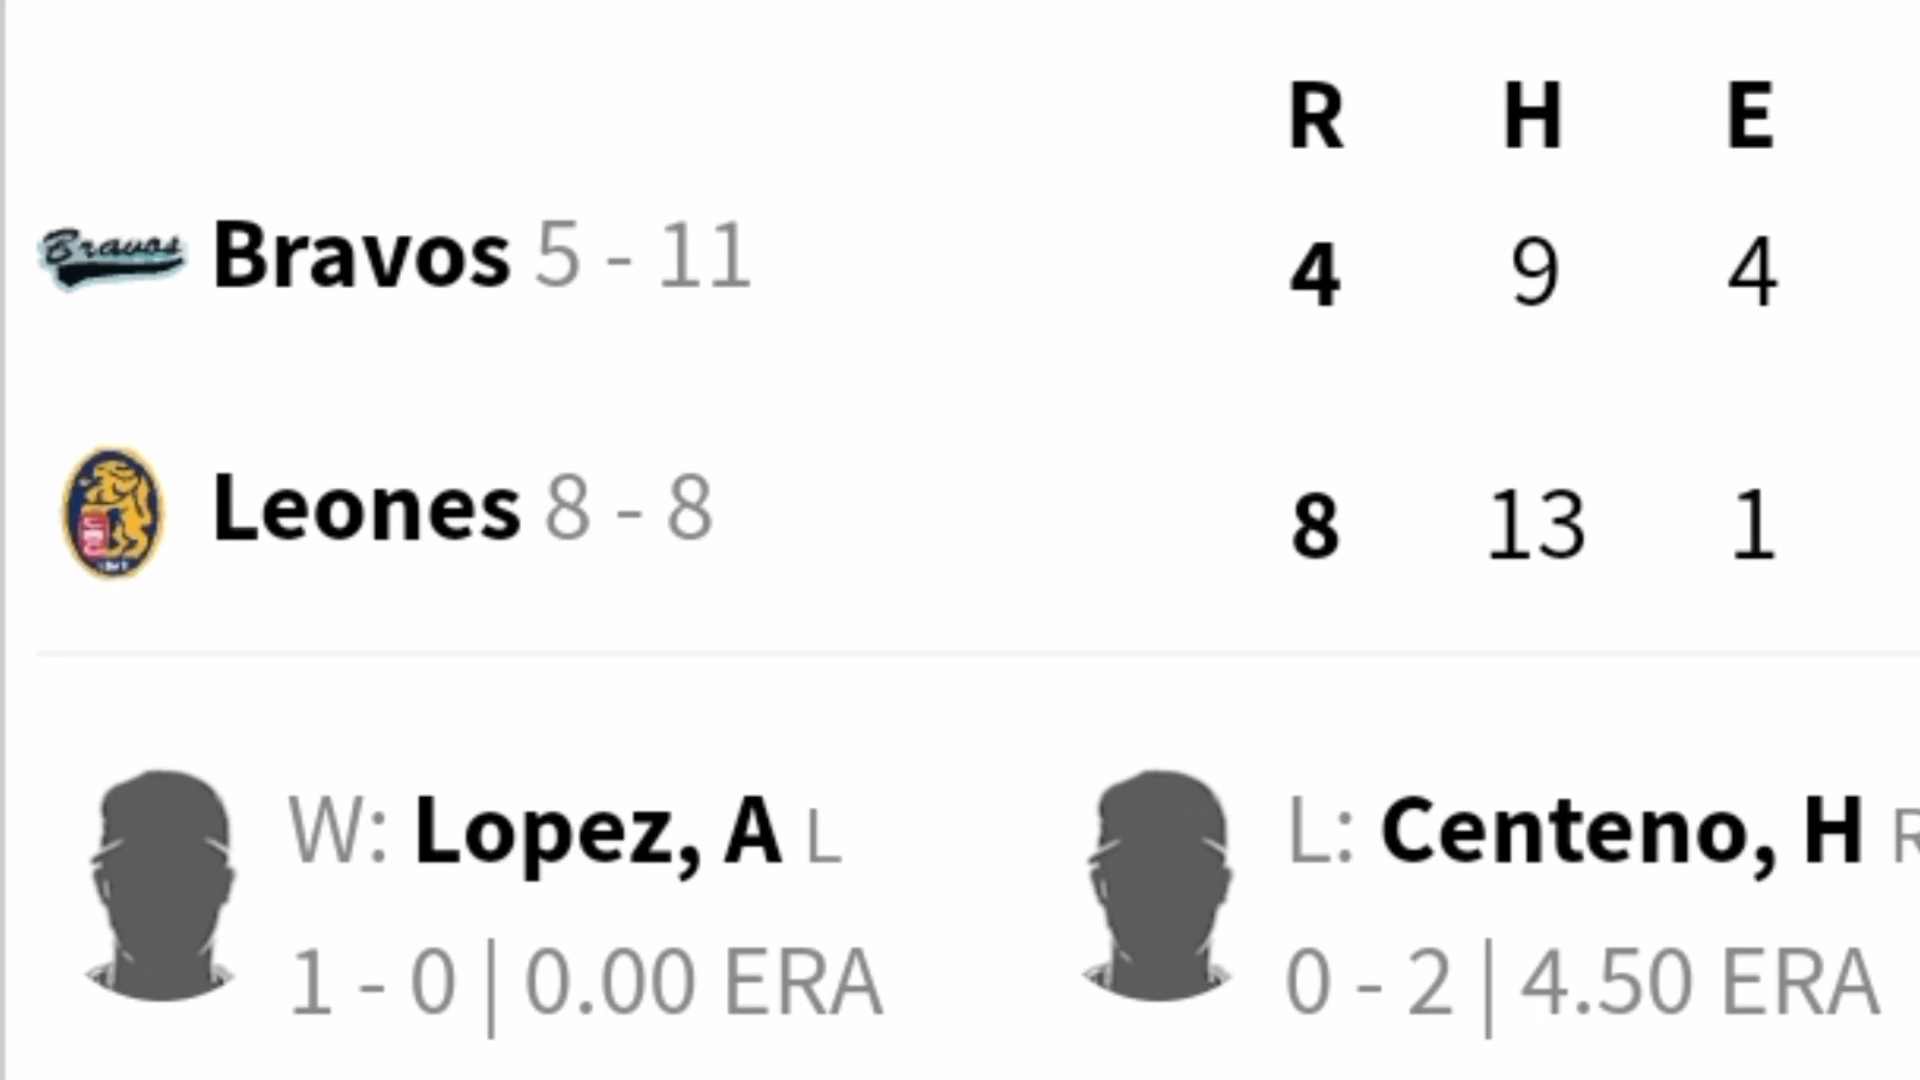 R H E
Bravos
Bravos 5 - 11 4 9 4
Leones 8 - 8 8 13 1
W: Lopez, A L
1 - 0 | 0.00 ERA
L: Centeno, H R
0 - 2 | 4.50 ERA